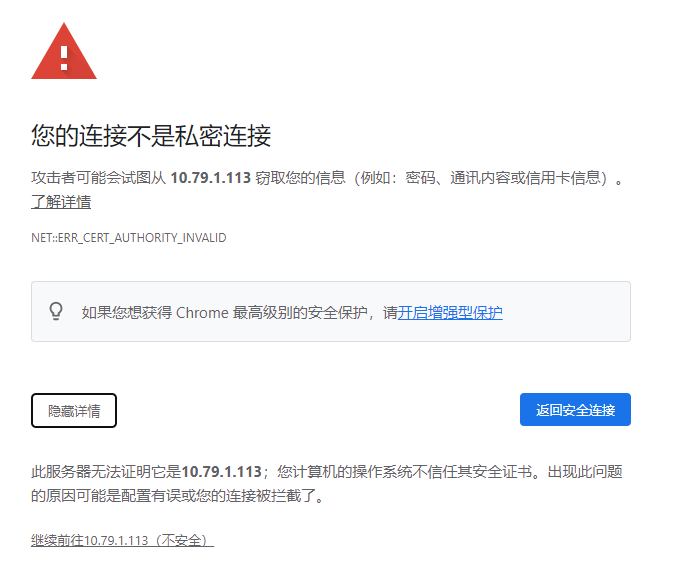 您的连接不是私密连接
攻击者可能会试图从 10.79.1.113 窃取您的信息（例如：密码、通讯内容或信用卡信息）。
了解详情
NET::ERR_CERT_AUTHORITY_INVALID
如果您想获得 Chrome 最高级别的安全保护，请开启增强型保护
隐藏详情
返回安全连接
此服务器无法证明它是10.79.1.113；您计算机的操作系统不信任其安全证书。出现此问题
的原因可能是配置有误或您的连接被拦截了。
继续前往10.79.1.113（不安全）